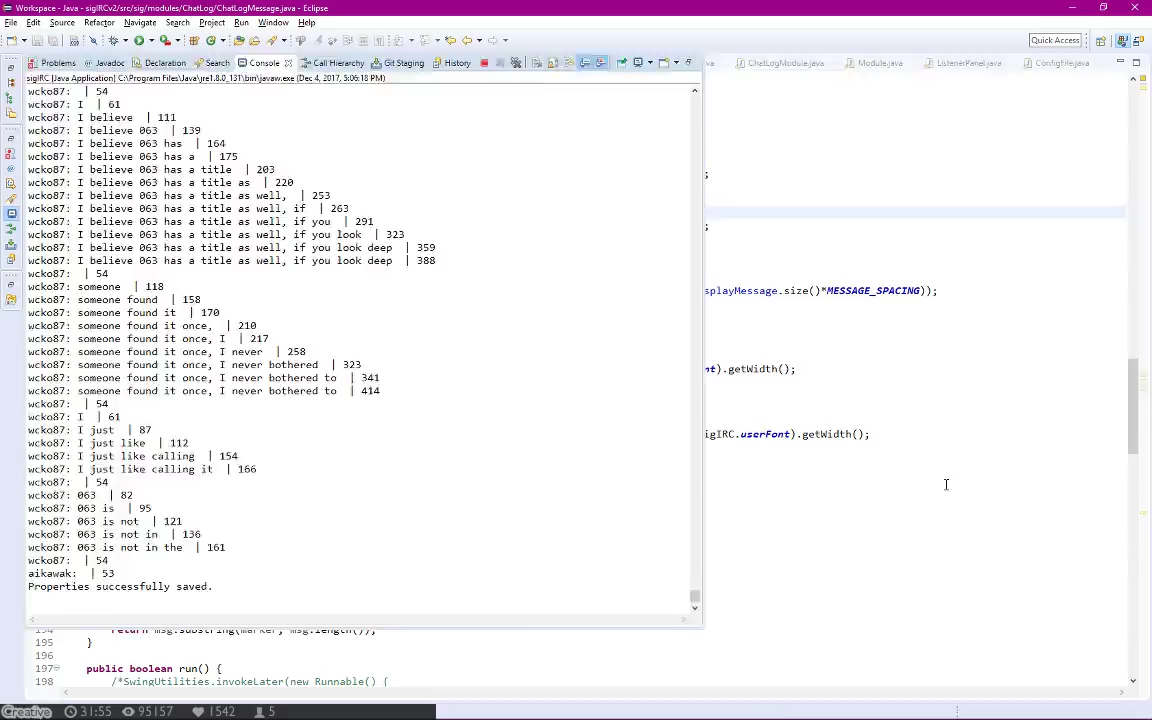 Workspace - Java - sigIRCv2/src/sig/modules/ChatLog/ChatLogMessage.java - Eclipse
File Edit Source Refactor Navigate Search Project Run Window Help
Quick Access
Problems Javadoc Declaration Search Console Call Hierarchy Git Staging History
va ChatLogModule.java Module.java ListenerPanel.java ConfigFile.java
sigIRC [Java Application] C:\Program Files\Java\jre1.8.0_131\bin\javaw.exe (Dec 4, 2017, 5:06:18 PM)
wcko87:  | 54
wcko87: I  | 61
wcko87: I believe  | 111
wcko87: I believe 063  | 139
wcko87: I believe 063 has  | 164
wcko87: I believe 063 has a  | 175
wcko87: I believe 063 has a title  | 203
wcko87: I believe 063 has a title as  | 220
wcko87: I believe 063 has a title as well,  | 253
wcko87: I believe 063 has a title as well, if  | 263
wcko87: I believe 063 has a title as well, if you  | 291
wcko87: I believe 063 has a title as well, if you look  | 323
wcko87: I believe 063 has a title as well, if you look deep  | 359
wcko87: I believe 063 has a title as well, if you look deep  | 388
wcko87:  | 54
wcko87: someone  | 118
wcko87: someone found  | 158
wcko87: someone found it  | 170
wcko87: someone found it once,  | 210
wcko87: someone found it once, I  | 217
wcko87: someone found it once, I never  | 258
wcko87: someone found it once, I never bothered  | 323
wcko87: someone found it once, I never bothered to  | 341
wcko87: someone found it once, I never bothered to  | 414
wcko87:  | 54
wcko87: I  | 61
wcko87: I just  | 87
wcko87: I just like  | 112
wcko87: I just like calling  | 154
wcko87: I just like calling it  | 166
wcko87:  | 54
wcko87: 063  | 82
wcko87: 063 is  | 95
wcko87: 063 is not  | 121
wcko87: 063 is not in  | 136
wcko87: 063 is not in the  | 161
wcko87:  | 54
aikawak:  | 53
Properties successfully saved.
;
;
splayMessage.size()*MESSAGE_SPACING));
nt).getWidth();
igIRC.userFont).getWidth();
194 return msg.substring(marker, msg.length());
195 }
196
197 public boolean run() {
198 /*SwingUtilities.invokeLater(new Runnable() {
Creative 31:55 95157 1542 5